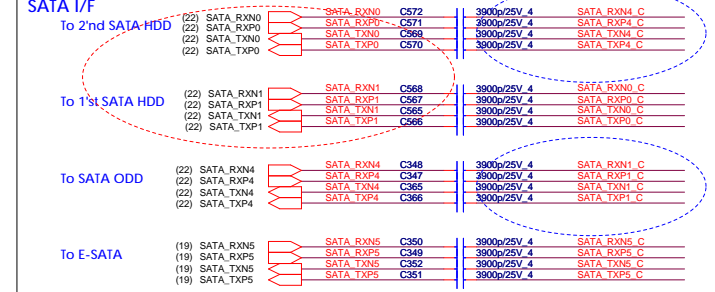 SATA I/F
To 2'nd SATA HDD
(22) SATA_RXN0 SATA_RXN0 C572 3900p/25V_4 SATA_RXN4_C
(22) SATA_RXP0 SATA_RXP0 C571 3900p/25V_4 SATA_RXP4_C
(22) SATA_TXN0 SATA_TXN0 C569 3900p/25V_4 SATA_TXN4_C
(22) SATA_TXP0 SATA_TXP0 C570 3900p/25V_4 SATA_TXP4_C
To 1'st SATA HDD
(22) SATA_RXN1 SATA_RXN1 C568 3900p/25V_4 SATA_RXN0_C
(22) SATA_RXP1 SATA_RXP1 C567 3900p/25V_4 SATA_RXP0_C
(22) SATA_TXN1 SATA_TXN1 C565 3900p/25V_4 SATA_TXN0_C
(22) SATA_TXP1 SATA_TXP1 C566 3900p/25V_4 SATA_TXP0_C
To SATA ODD
(22) SATA_RXN4 SATA_RXN4 C348 3900p/25V_4 SATA_RXN1_C
(22) SATA_RXP4 SATA_RXP4 C347 3900p/25V_4 SATA_RXP1_C
(22) SATA_TXN4 SATA_TXN4 C365 3900p/25V_4 SATA_TXN1_C
(22) SATA_TXP4 SATA_TXP4 C366 3900p/25V_4 SATA_TXP1_C
To E-SATA
(19) SATA_RXN5 SATA_RXN5 C350 3900p/25V_4 SATA_RXN5_C
(19) SATA_RXP5 SATA_RXP5 C349 3900p/25V_4 SATA_RXP5_C
(19) SATA_TXN5 SATA_TXN5 C352 3900p/25V_4 SATA_TXN5_C
(19) SATA_TXP5 SATA_TXP5 C351 3900p/25V_4 SATA_TXP5_C